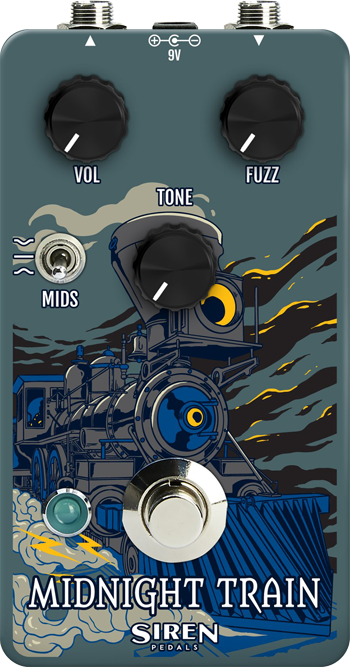 9V
VOL
FUZZ
TONE
MIDS
MIDNIGHT TRAIN
SIREN
PEDALS